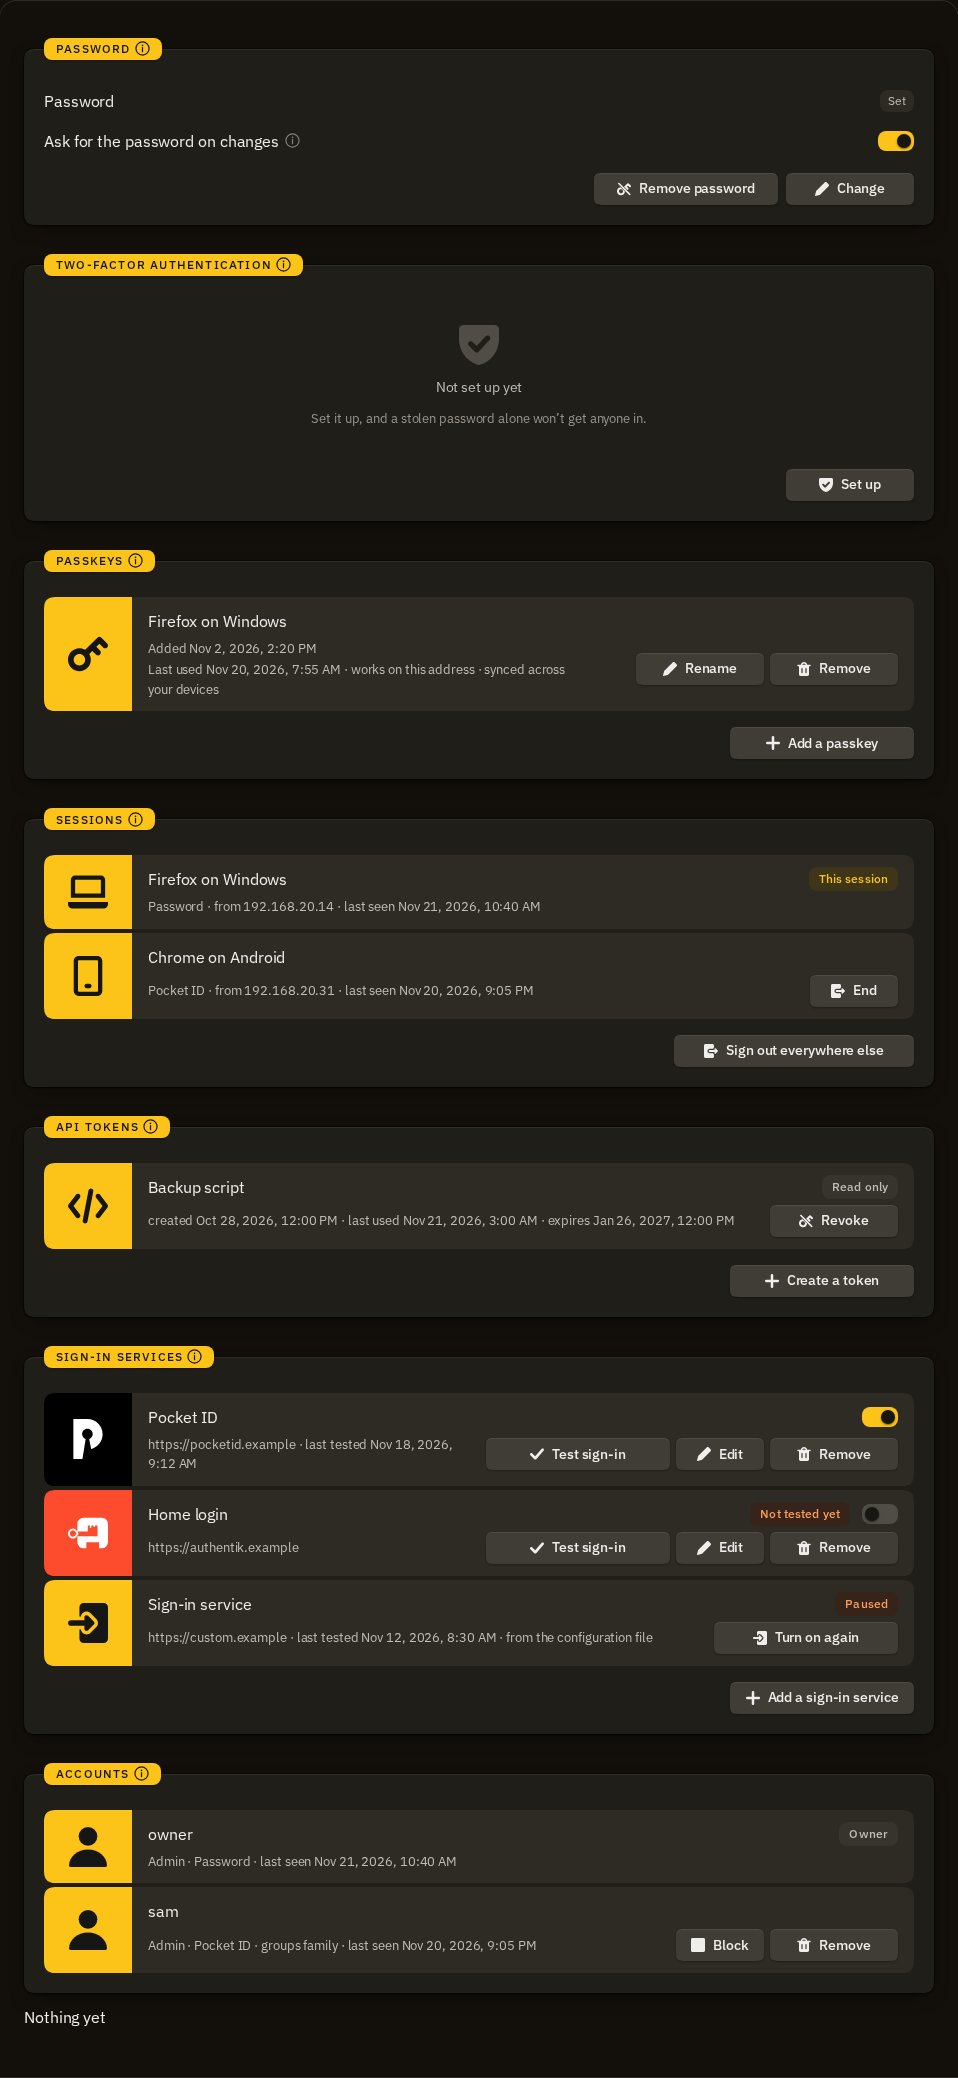 PASSWORD
Password
Set
Ask for the password on changes
Remove password
Change
TWO-FACTOR AUTHENTICATION
Not set up yet
Set it up, and a stolen password alone won't get anyone in.
Set up
PASSKEYS
Firefox on Windows
Added Nov 2, 2026, 2:20 PM
Last used Nov 20, 2026, 7:55 AM · works on this address · synced across
your devices
Rename
Remove
Add a passkey
SESSIONS
Firefox on Windows
This session
Password · from 192.168.20.14 · last seen Nov 21, 2026, 10:40 AM
Chrome on Android
Pocket ID · from 192.168.20.31 · last seen Nov 20, 2026, 9:05 PM
End
Sign out everywhere else
API TOKENS
Backup script
Read only
created Oct 28, 2026, 12:00 PM · last used Nov 21, 2026, 3:00 AM · expires Jan 26, 2027, 12:00 PM
Revoke
Create a token
SIGN-IN SERVICES
Pocket ID
https://pocketid.example · last tested Nov 18, 2026,
9:12 AM
Test sign-in
Edit
Remove
Home login
Not tested yet
https://authentik.example
Test sign-in
Edit
Remove
Sign-in service
Paused
https://custom.example · last tested Nov 12, 2026, 8:30 AM · from the configuration file
Turn on again
Add a sign-in service
ACCOUNTS
owner
Owner
Admin · Password · last seen Nov 21, 2026, 10:40 AM
sam
Admin · Pocket ID · groups family · last seen Nov 20, 2026, 9:05 PM
Block
Remove
Nothing yet